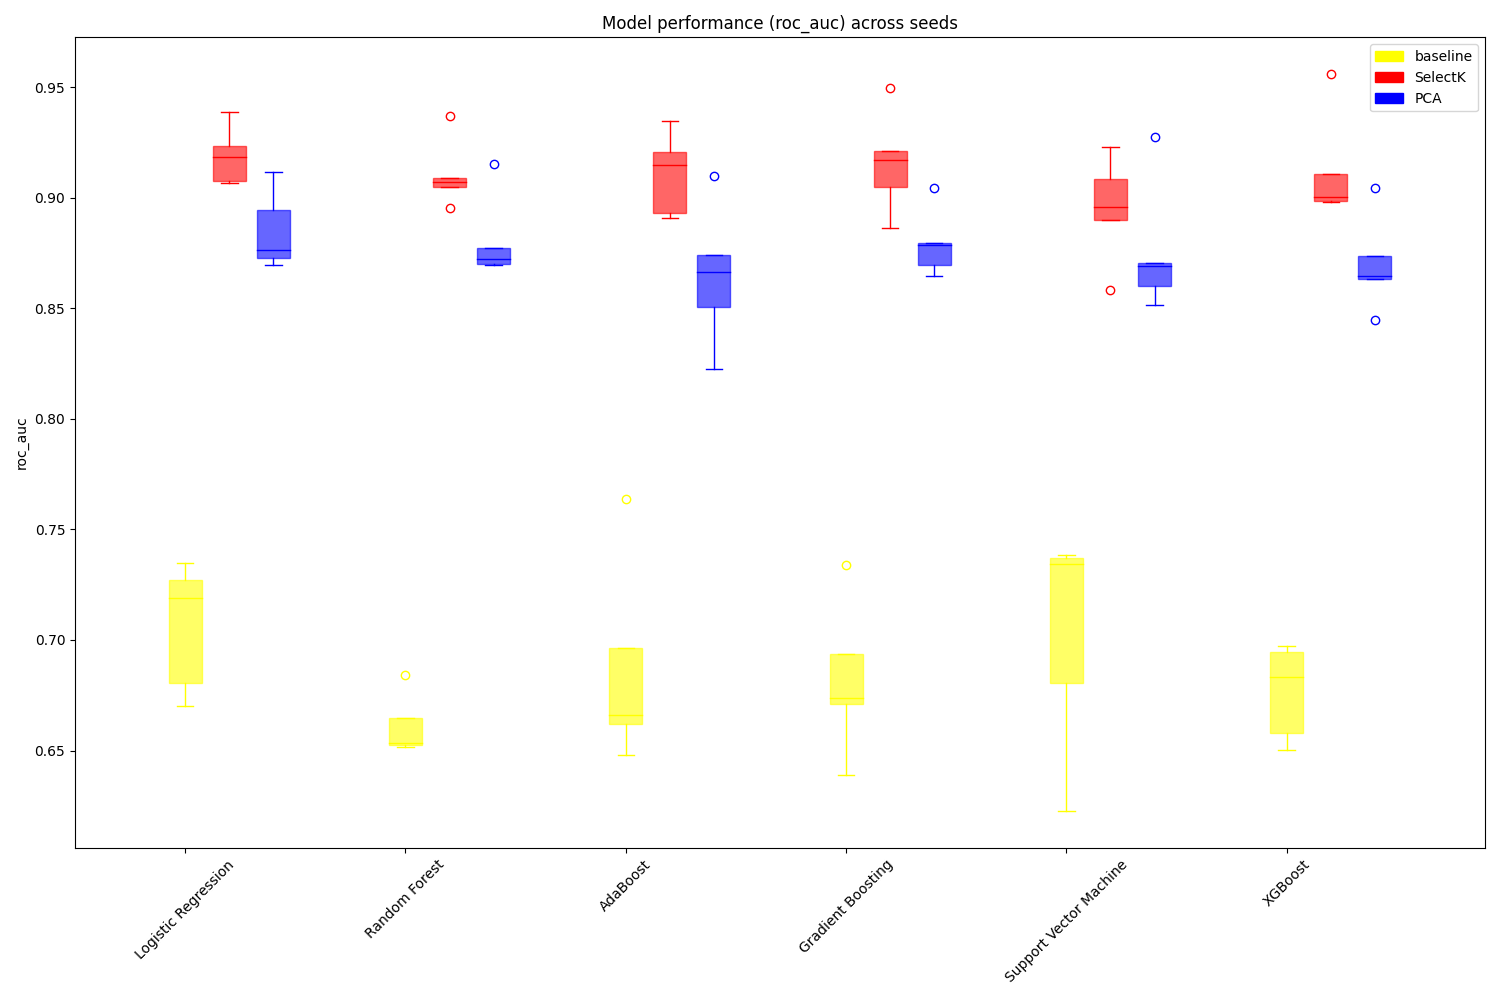 Model performance (roc_auc) across seeds
baseline
SelectK
PCA
roc_auc
0.95
0.90
0.85
0.80
0.75
0.70
0.65
Logistic Regression
Random Forest
AdaBoost
Gradient Boosting
Support Vector Machine
XGBoost